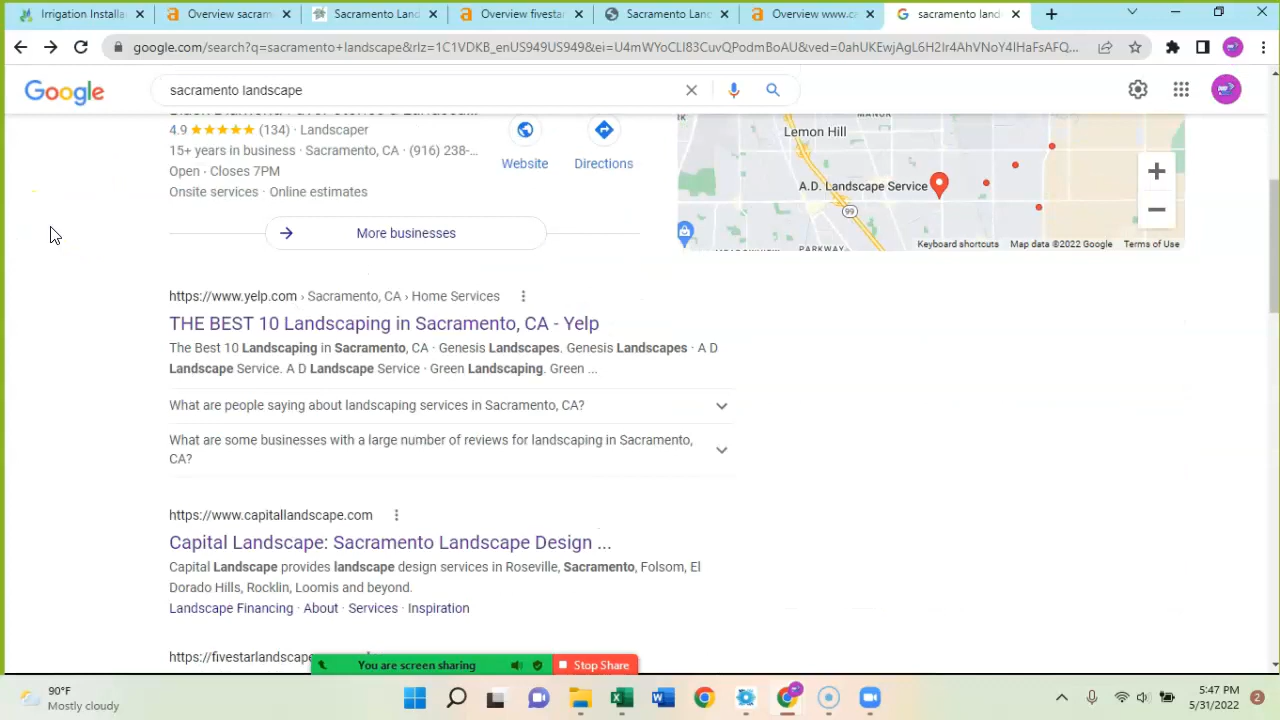 Irrigation Installa
Overview sacram
Sacramento Land
Overview fivestar
Sacramento Land
Overview www.ca
sacramento land
google.com/search?q=sacramento+landscape&rlz=1C1VDKB_enUS949US949&ei=U4mWYoCLI83CuvQPotmBoAU&ved=0ahUKEwjAgL6H2Ir4AhVNoY4IHaFsAFQ...
Google
sacramento landscape
4.9 ★★★★★ (134) · Landscaper
15+ years in business · Sacramento, CA · (916) 238-...
Open · Closes 7PM
Onsite services · Online estimates
Website
Directions
More businesses
Lemon Hill
A.D. Landscape Service
99
PARKWAY
Keyboard shortcuts
Map data ©2022 Google
Terms of Use
https://www.yelp.com › Sacramento, CA › Home Services
THE BEST 10 Landscaping in Sacramento, CA - Yelp
The Best 10 Landscaping in Sacramento, CA · Genesis Landscapes. Genesis Landscapes · A D
Landscape Service. A D Landscape Service · Green Landscaping. Green ...
What are people saying about landscaping services in Sacramento, CA?
What are some businesses with a large number of reviews for landscaping in Sacramento,
CA?
https://www.capitallandscape.com
Capital Landscape: Sacramento Landscape Design ...
Capital Landscape provides landscape design services in Roseville, Sacramento, Folsom, El
Dorado Hills, Rocklin, Loomis and beyond.
Landscape Financing · About · Services · Inspiration
https://fivestarlandscape
You are screen sharing
Stop Share
90°F
Mostly cloudy
5:47 PM
5/31/2022
2